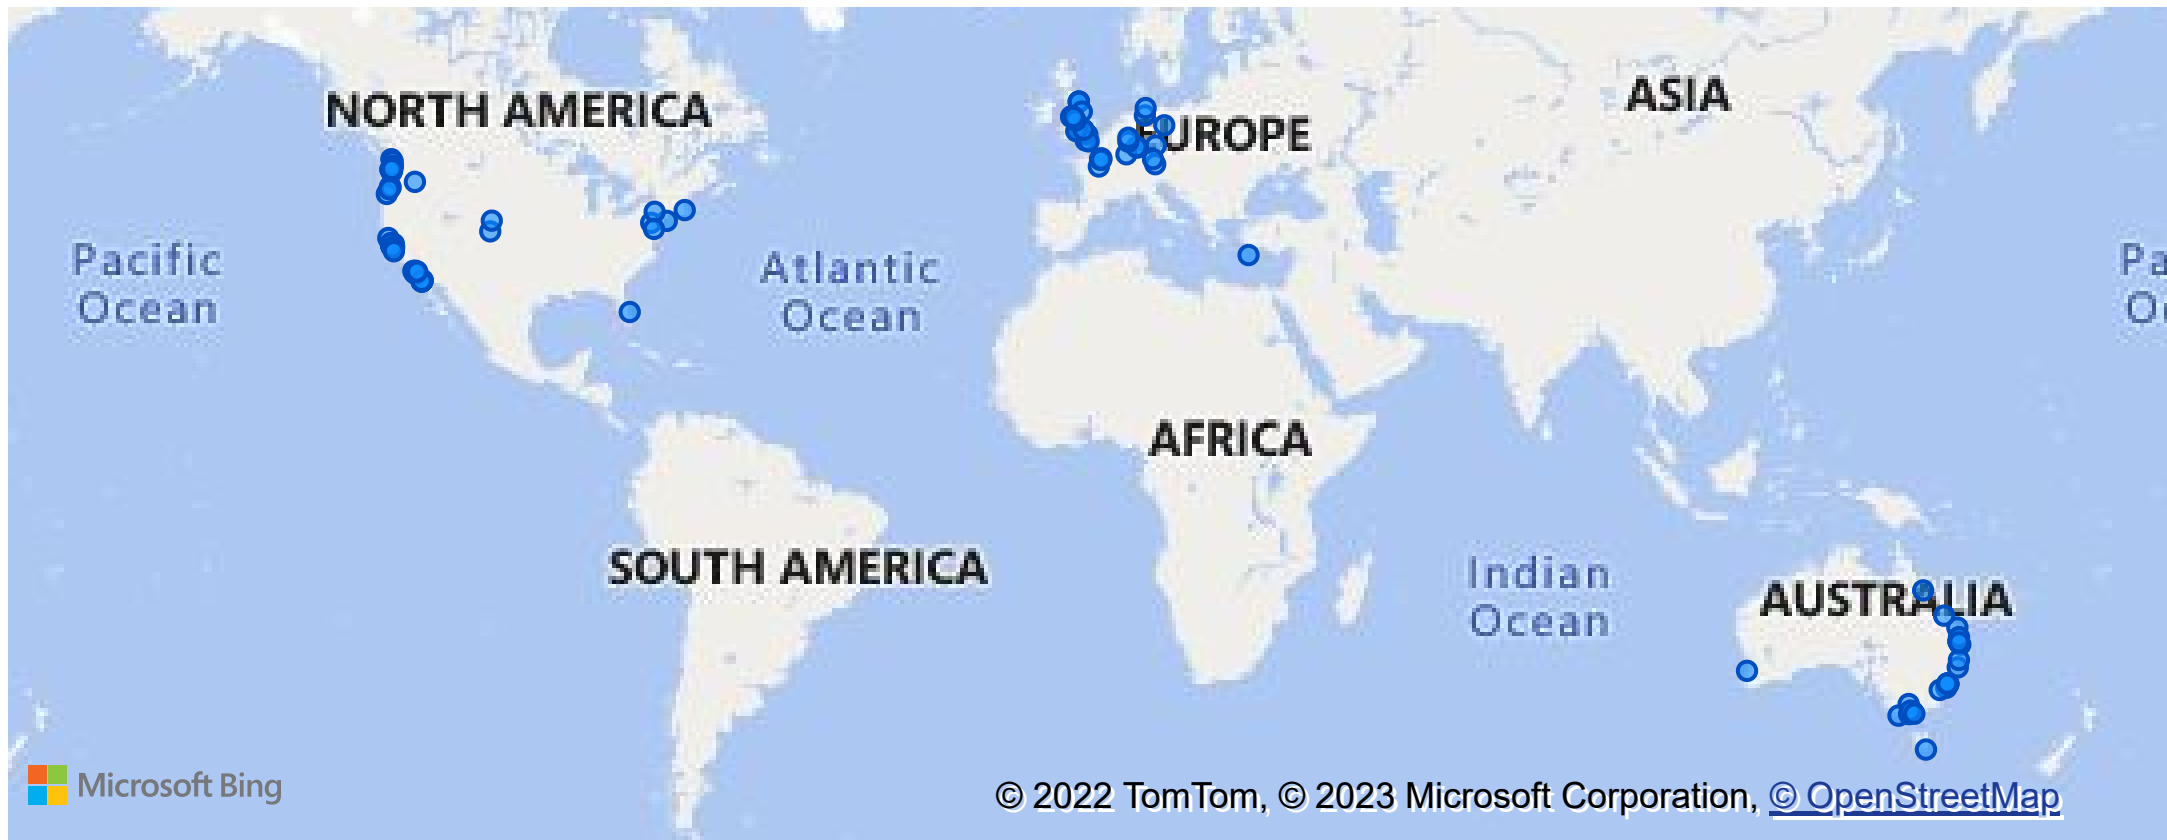 NORTH AMERICA
ASIA
EUROPE
Pacific
Ocean
Atlantic
Ocean
Pa
AFRICA
SOUTH AMERICA
Indian
Ocean
AUSTRALIA
Microsoft Bing
© 2022 TomTom, © 2023 Microsoft Corporation, © OpenStreetMap